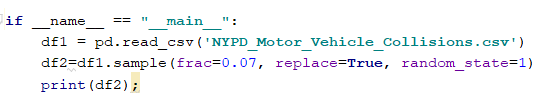 if __name__ == "__main__":
    df1 = pd.read_csv('NYPD_Motor_Vehicle_Collisions.csv')
    df2=df1.sample(frac=0.07, replace=True, random_state=1)
    print(df2);